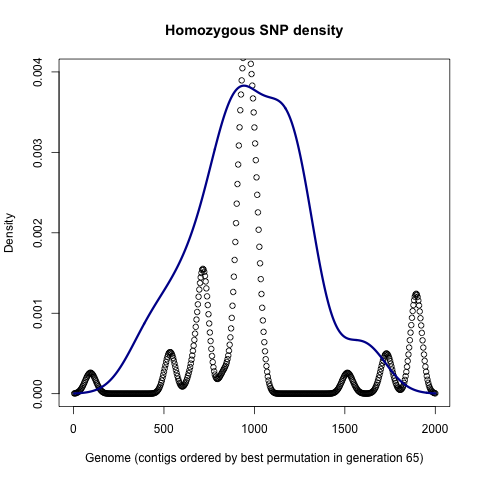 Homozygous SNP density
Density
0.004
0.003
0.002
0.001
0.000
0 500 1000 1500 2000
Genome (contigs ordered by best permutation in generation 65)